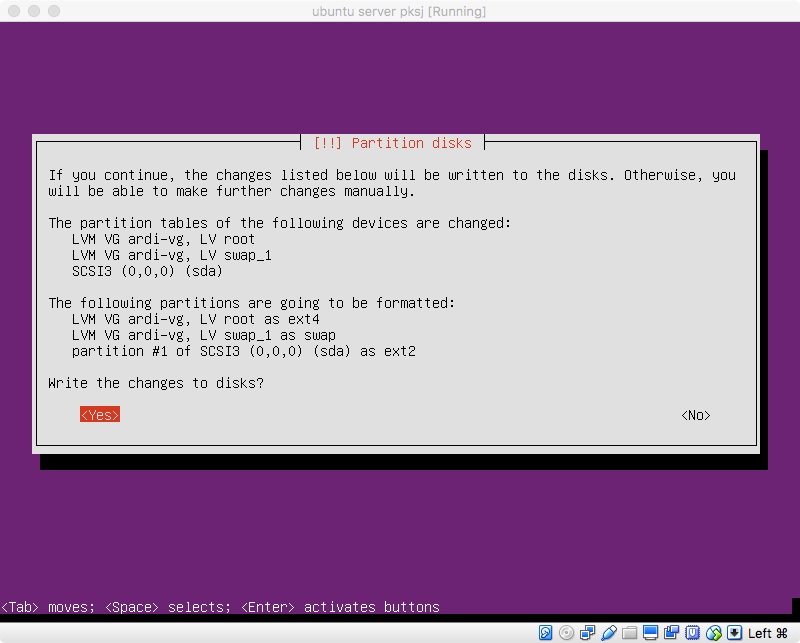 ubuntu server pksj [Running]
[!!] Partition disks
If you continue, the changes listed below will be written to the disks. Otherwise, you
will be able to make further changes manually.
The partition tables of the following devices are changed:
LVM VG ardi-vg, LV root
LVM VG ardi-vg, LV swap_1
SCSI3 (0,0,0) (sda)
The following partitions are going to be formatted:
LVM VG ardi-vg, LV root as ext4
LVM VG ardi-vg, LV swap_1 as swap
partition #1 of SCSI3 (0,0,0) (sda) as ext2
Write the changes to disks?
<Yes> <No>
<Tab> moves; <Space> selects; <Enter> activates buttons
Left ⌘